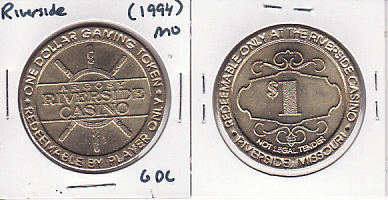 Riverside (1994)
MO
ONE DOLLAR GAMING TOKEN
ARGOSY
RIVERSIDE
CASINO
REDEEMABLE BY PLAYER ONLY
GDC
REDEEMABLE ONLY AT THE RIVERSIDE CASINO
$1
NOT LEGAL TENDER
RIVERSIDE, MISSOURI